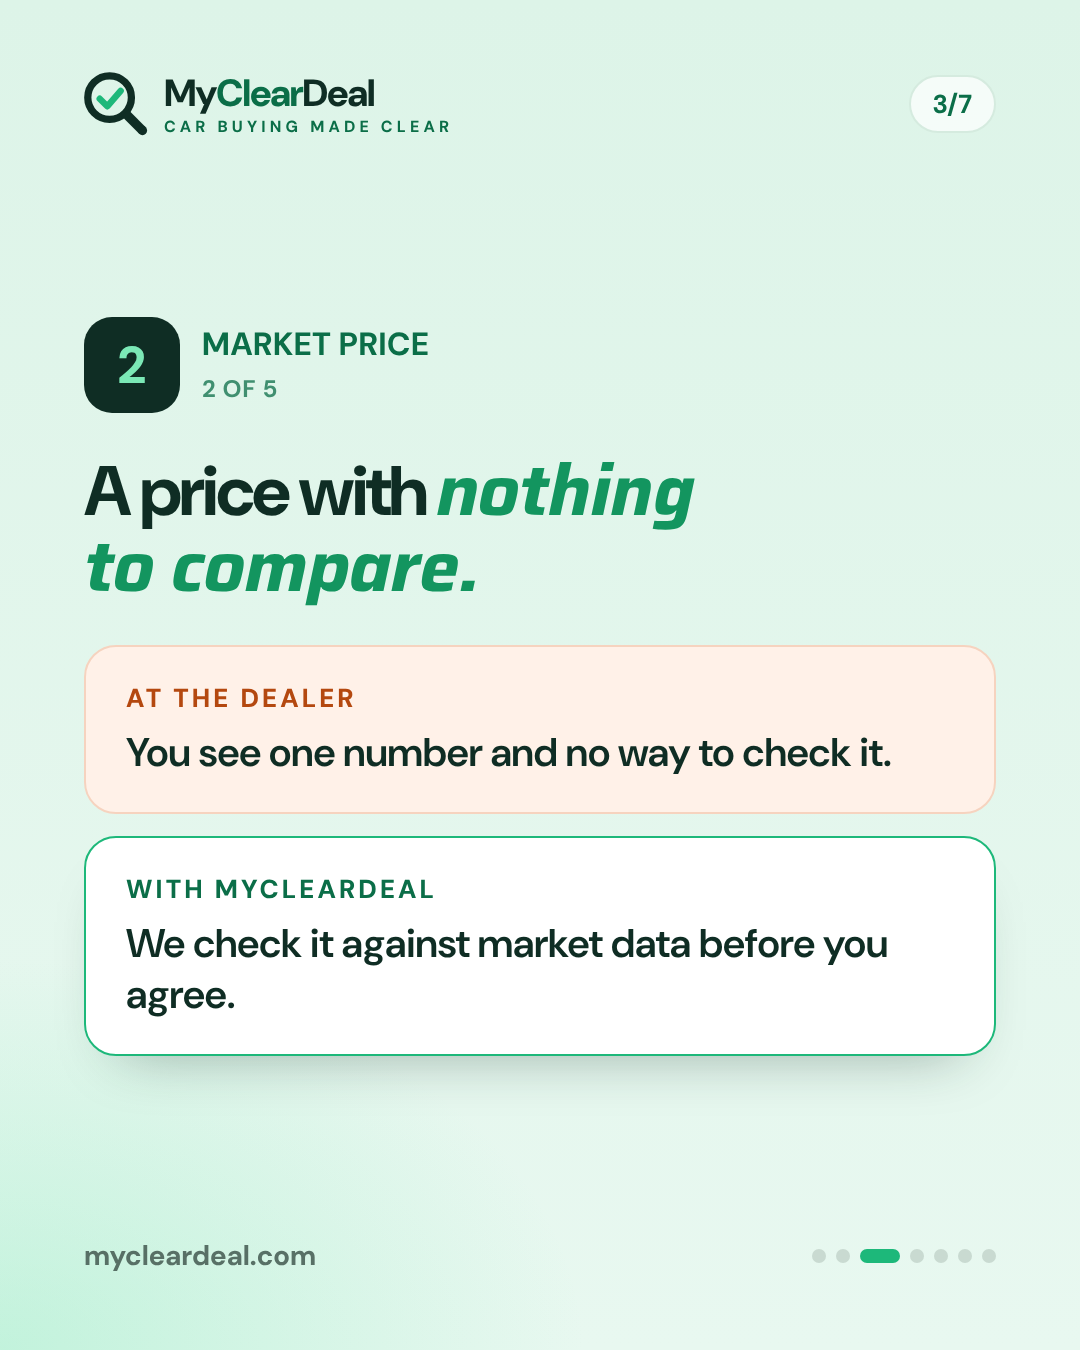 MyClearDeal
CAR BUYING MADE CLEAR
3/7
2
MARKET PRICE
2 OF 5
A price with nothing
to compare.
AT THE DEALER
You see one number and no way to check it.
WITH MYCLEARDEAL
We check it against market data before you
agree.
mycleardeal.com